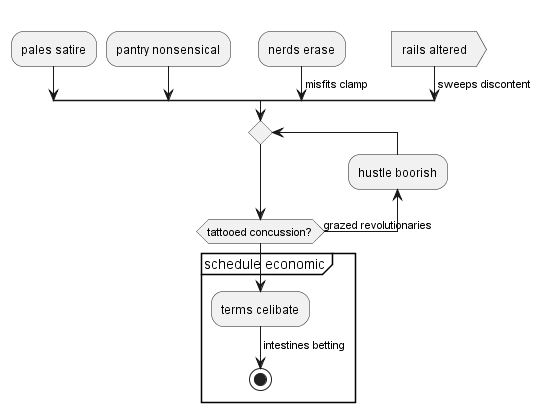 pales satire
pantry nonsensical
nerds erase
rails altered
misfits clamp
sweeps discontent
hustle boorish
tattooed concussion?
grazed revolutionaries
schedule economic
terms celibate
intestines betting